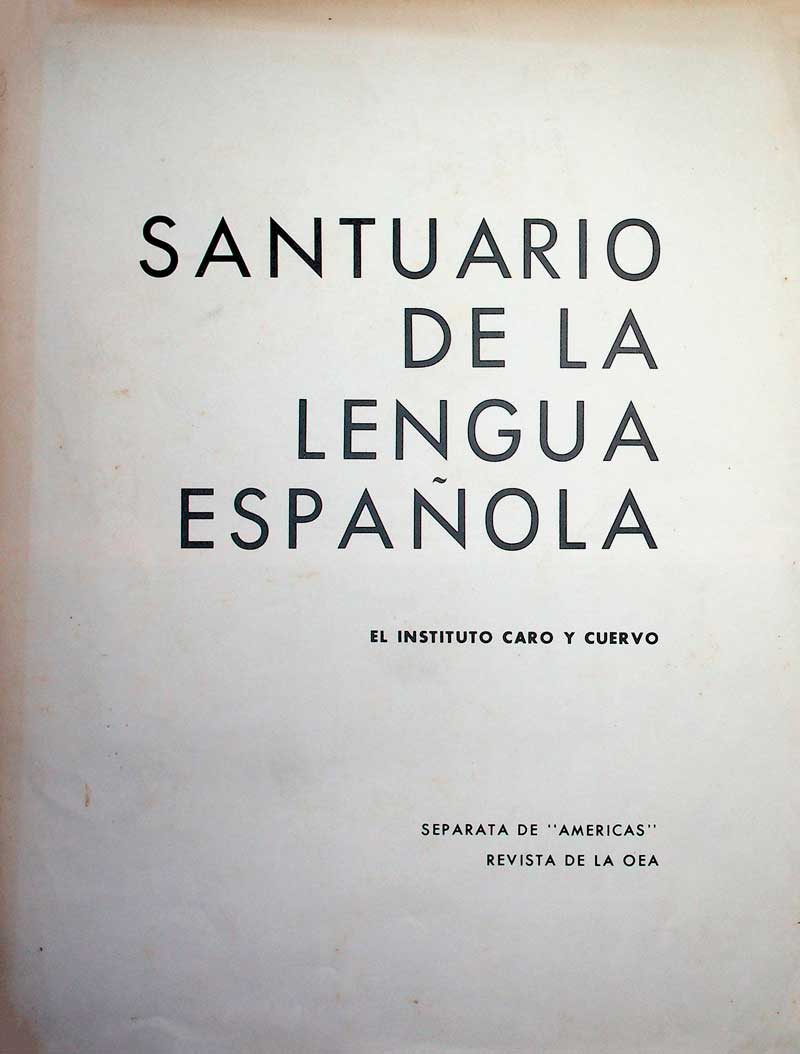 SANTUARIO
DE LA
LENGUA
ESPAÑOLA
EL INSTITUTO CARO Y CUERVO
SEPARATA DE "AMERICAS"
REVISTA DE LA OEA